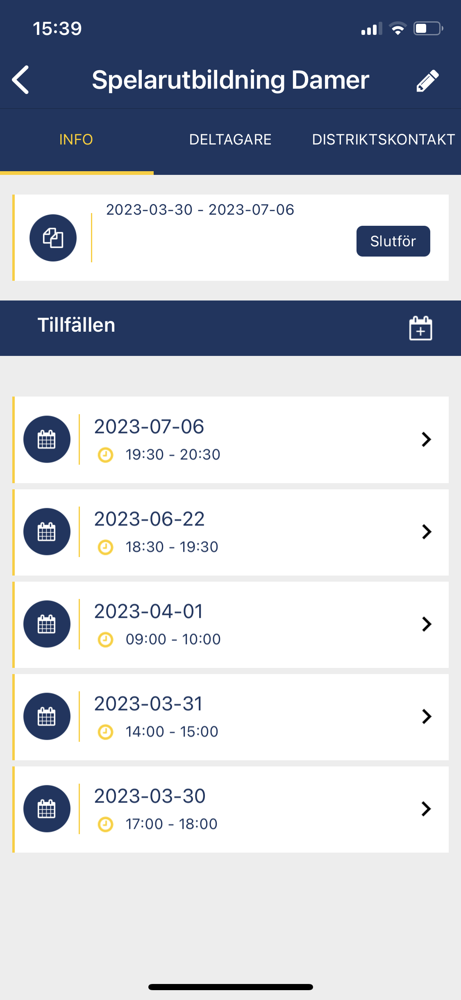 15:39
Spelarutbildning Damer
INFO
DELTAGARE
DISTRIKTSKONTAKT
2023-03-30 - 2023-07-06
Slutför
Tillfällen
2023-07-06
19:30 - 20:30
2023-06-22
18:30 - 19:30
2023-04-01
09:00 - 10:00
2023-03-31
14:00 - 15:00
2023-03-30
17:00 - 18:00